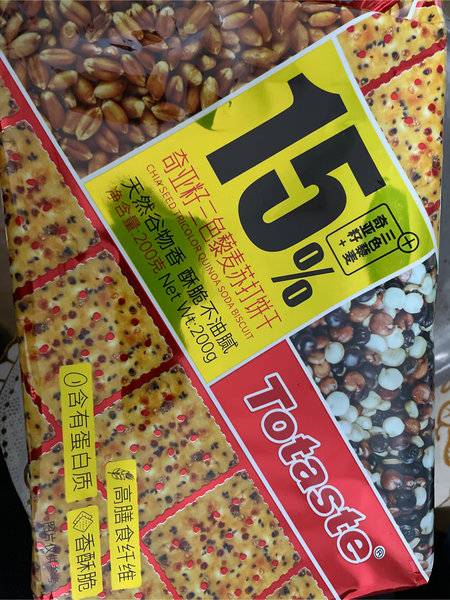 15%
奇亚籽+
三色藜麦
+
奇亚籽三色藜麦苏打饼干
CHIA SEED TRICOLOR QUINOA SODA BISCUIT
天然谷物香 酥脆不油腻
净含量:200克 Net Wt:200g
Totaste®
含有蛋白质
高膳食纤维
香酥脆